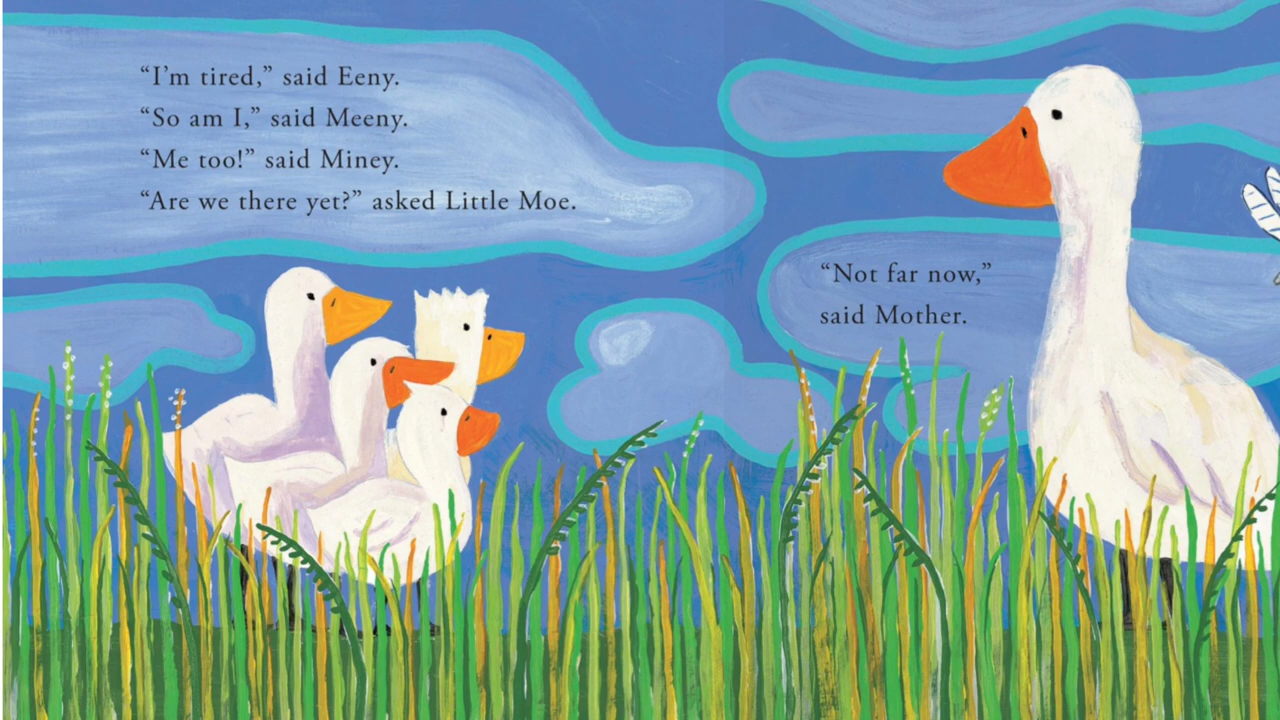 “I’m tired,” said Eeny.
“So am I,” said Meeny.
“Me too!” said Miney.
“Are we there yet?” asked Little Moe.
“Not far now,”
said Mother.